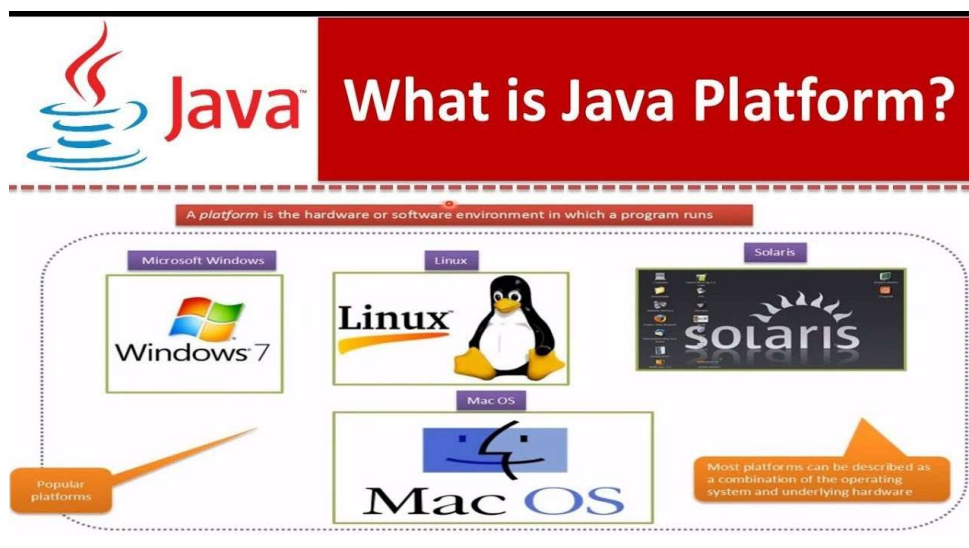 Java™
What is Java Platform?
A platform is the hardware or software environment in which a program runs
Microsoft Windows
Linux
Solaris
Windows 7
Linux
solaris
Mac OS
Mac OS
Popular
platforms
Most platforms can be described as
a combination of the operating
system and underlying hardware